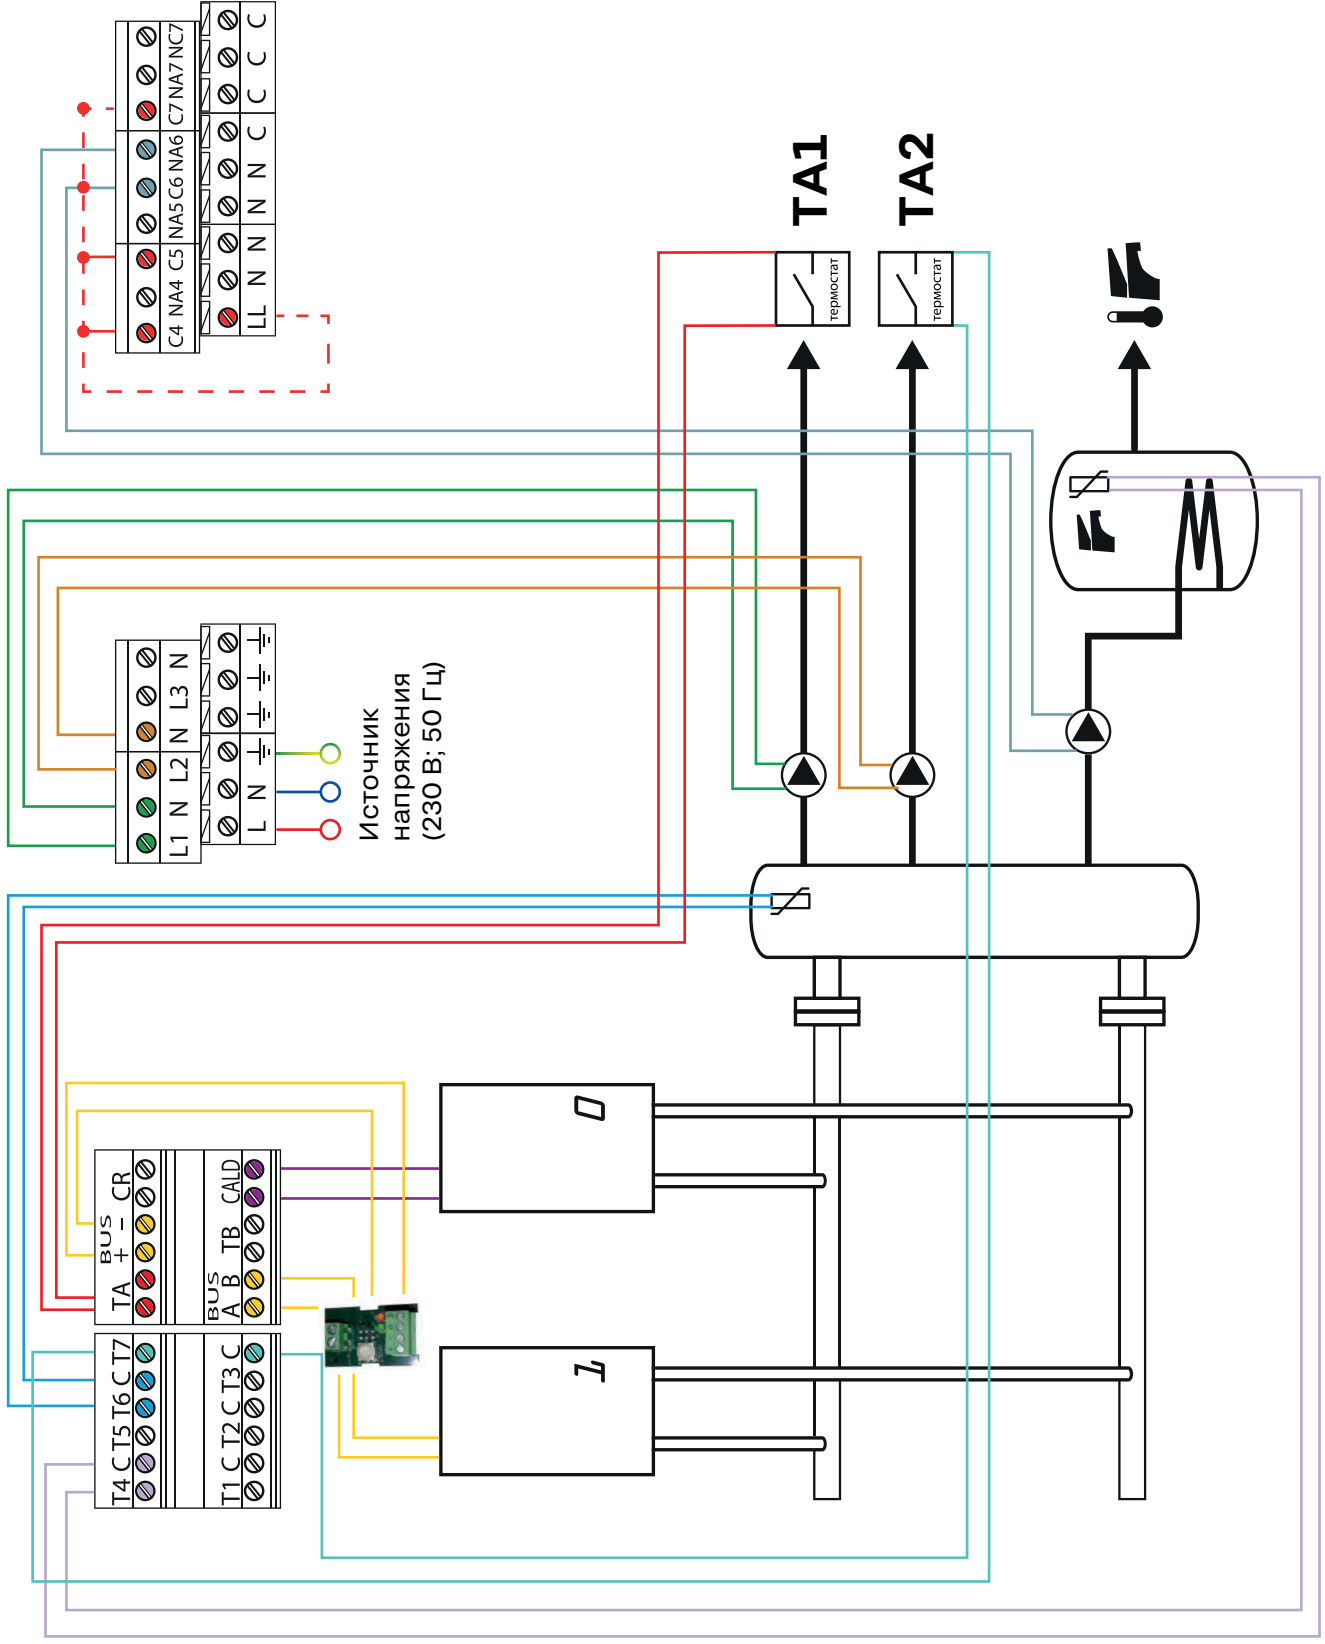 T4 C T5 T6 C T7
BUS
TA + - CR
L1 N L2 N L3 N
C4 NA4 C5 NA5 C6 NA6 C7 NA7 NC7
T1 C T2 C T3 C
BUS
A B TB CALD
L N
LL N N N N C C C C
Источник
напряжения
(230 В; 50 Гц)
1
0
термостат
TA1
термостат
TA2